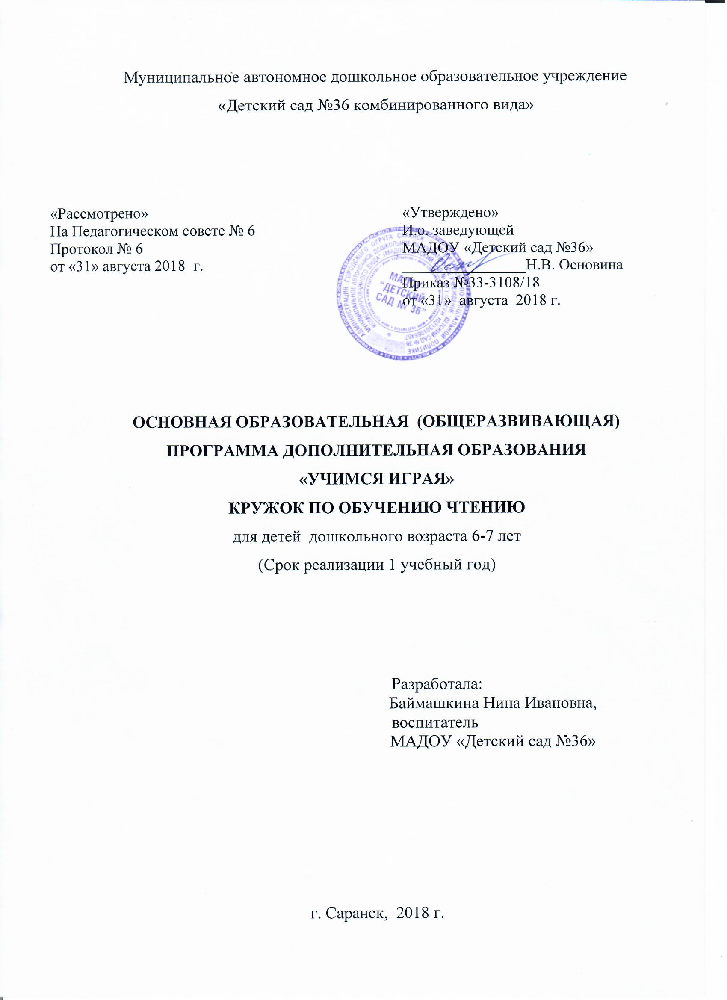 Муниципальное автономное дошкольное образовательное учреждение
«Детский сад №36 комбинированного вида»
«Рассмотрено»
На Педагогическом совете № 6
Протокол № 6
от «31» августа 2018 г.
«Утверждено»
И.о. заведующей
МАДОУ «Детский сад №36»
_______________Н.В. Основина
Приказ №33-3108/18
от «31» августа 2018 г.
МАДОУ
“ДЕТСКИЙ
САД № 36”
ОСНОВНАЯ ОБРАЗОВАТЕЛЬНАЯ (ОБЩЕРАЗВИВАЮЩАЯ)
ПРОГРАММА ДОПОЛНИТЕЛЬНАЯ ОБРАЗОВАНИЯ
«УЧИМСЯ ИГРАЯ»
КРУЖОК ПО ОБУЧЕНИЮ ЧТЕНИЮ
для детей дошкольного возраста 6-7 лет
(Срок реализации 1 учебный год)
Разработала:
Баймашкина Нина Ивановна,
воспитатель
МАДОУ «Детский сад №36»
г. Саранск, 2018 г.